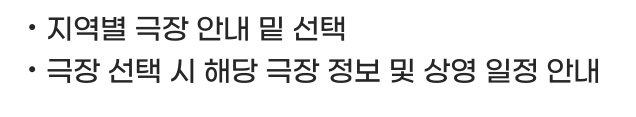 • 지역별 극장 안내 밑 선택
• 극장 선택 시 해당 극장 정보 및 상영 일정 안내